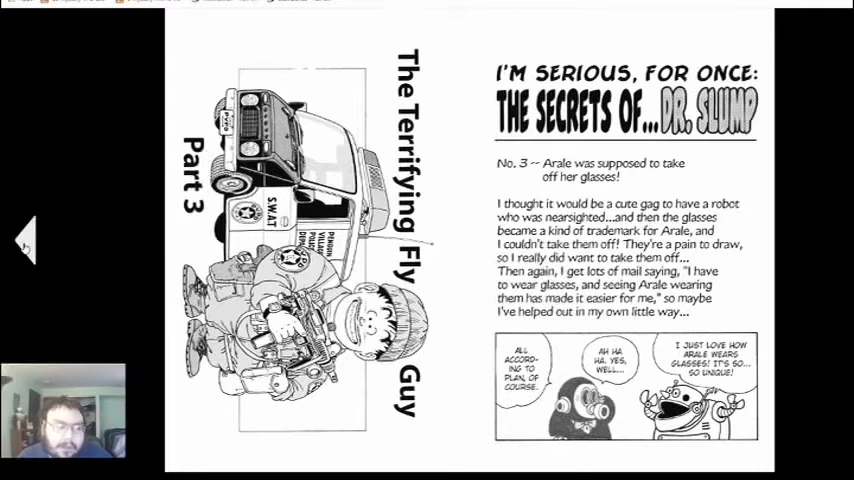 The Terrifying Fly Guy
Part 3
S.W.A.T
PENGUIN
VILLAGE
POLICE
I'M SERIOUS, FOR ONCE:
THE SECRETS OF...DR. SLUMP
No. 3 -- Arale was supposed to take
off her glasses!
I thought it would be a cute gag to have a robot
who was nearsighted...and then the glasses
became a kind of trademark for Arale, and
I couldn't take them off! They're a pain to draw,
so I really did want to take them off...
Then again, I get lots of mail saying, "I have
to wear glasses, and seeing Arale wearing
them has made it easier for me," so maybe
I've helped out in my own little way...
I JUST LOVE HOW
ARALE WEARS
GLASSES! IT'S SO...
SO UNIQUE!
AH HA
HA. YES,
WELL...
ALL
ACCORD-
ING TO
PLAN, OF
COURSE.